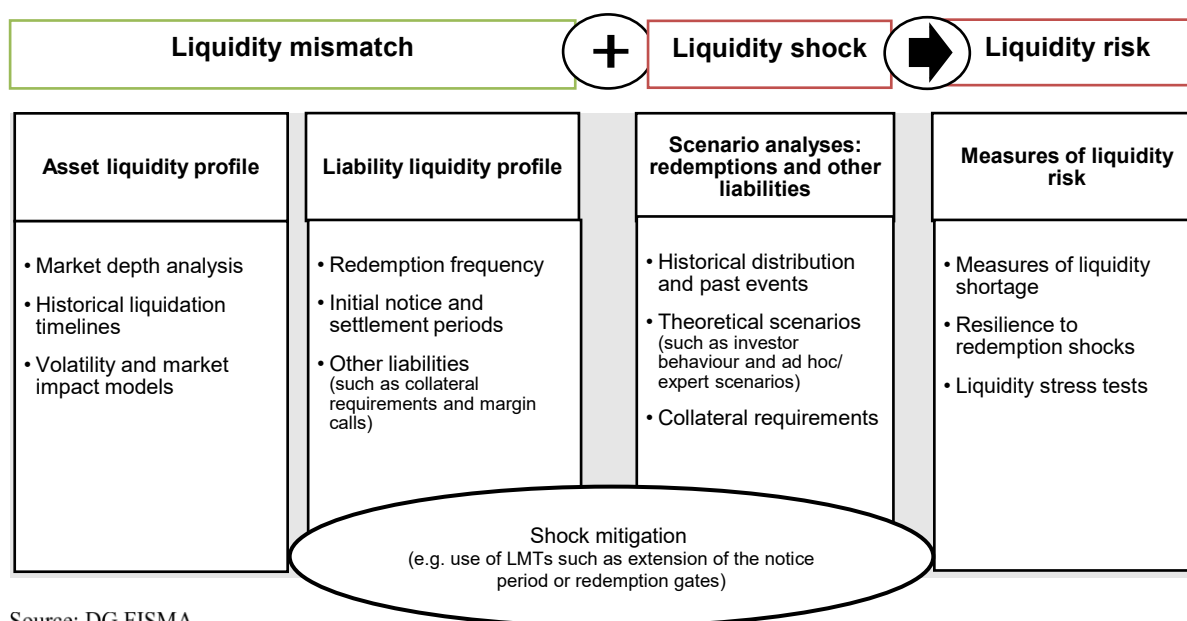 Liquidity mismatch
+
Liquidity shock
Liquidity risk
Asset liquidity profile
• Market depth analysis
• Historical liquidation
timelines
• Volatility and market
impact models
Liability liquidity profile
• Redemption frequency
• Initial notice and
settlement periods
• Other liabilities
(such as collateral
requirements and margin
calls)
Scenario analyses:
redemptions and other
liabilities
• Historical distribution
and past events
• Theoretical scenarios
(such as investor
behaviour and ad hoc/
expert scenarios)
• Collateral requirements
Measures of liquidity
risk
• Measures of liquidity
shortage
• Resilience to
redemption shocks
• Liquidity stress tests
Shock mitigation
(e.g. use of LMTs such as extension of the notice
period or redemption gates)
Source: DG FISMA